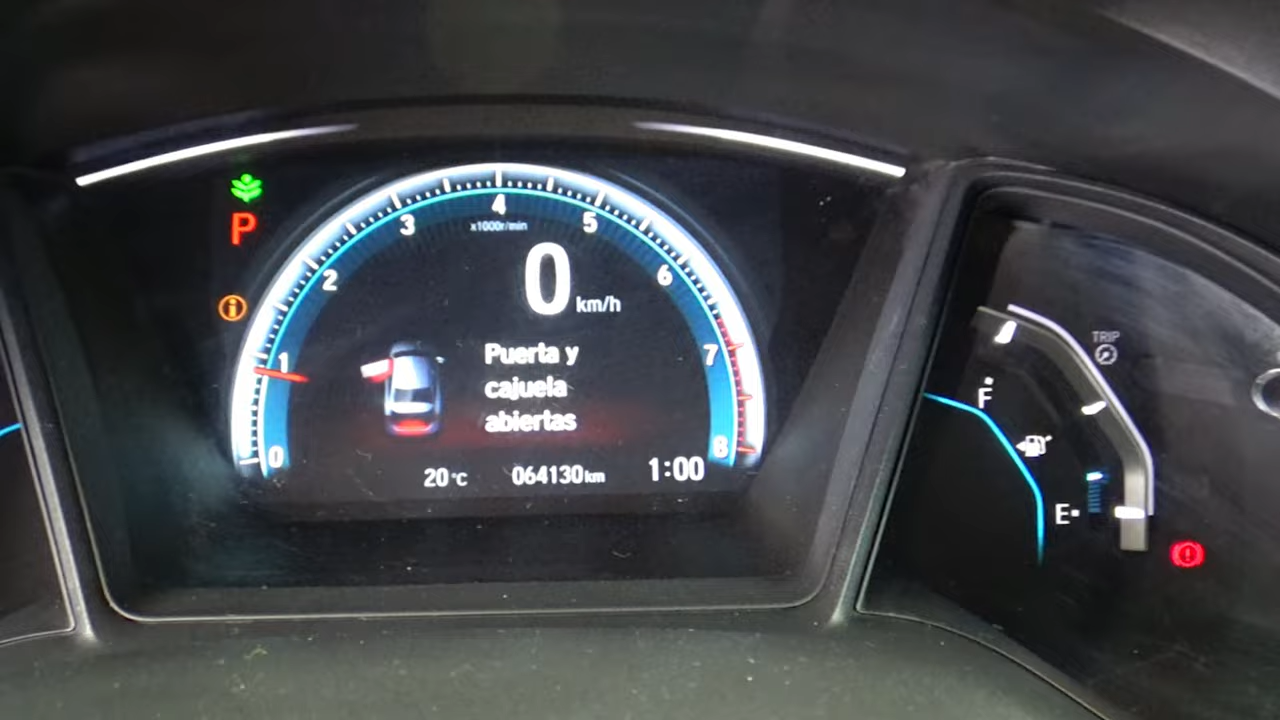 P
4
3
5
x1000r/min
2
6
0
km/h
1
7
Puerta y
cajuela
abiertas
0
8
20°C
064130km
1:00
TRIP
F
E